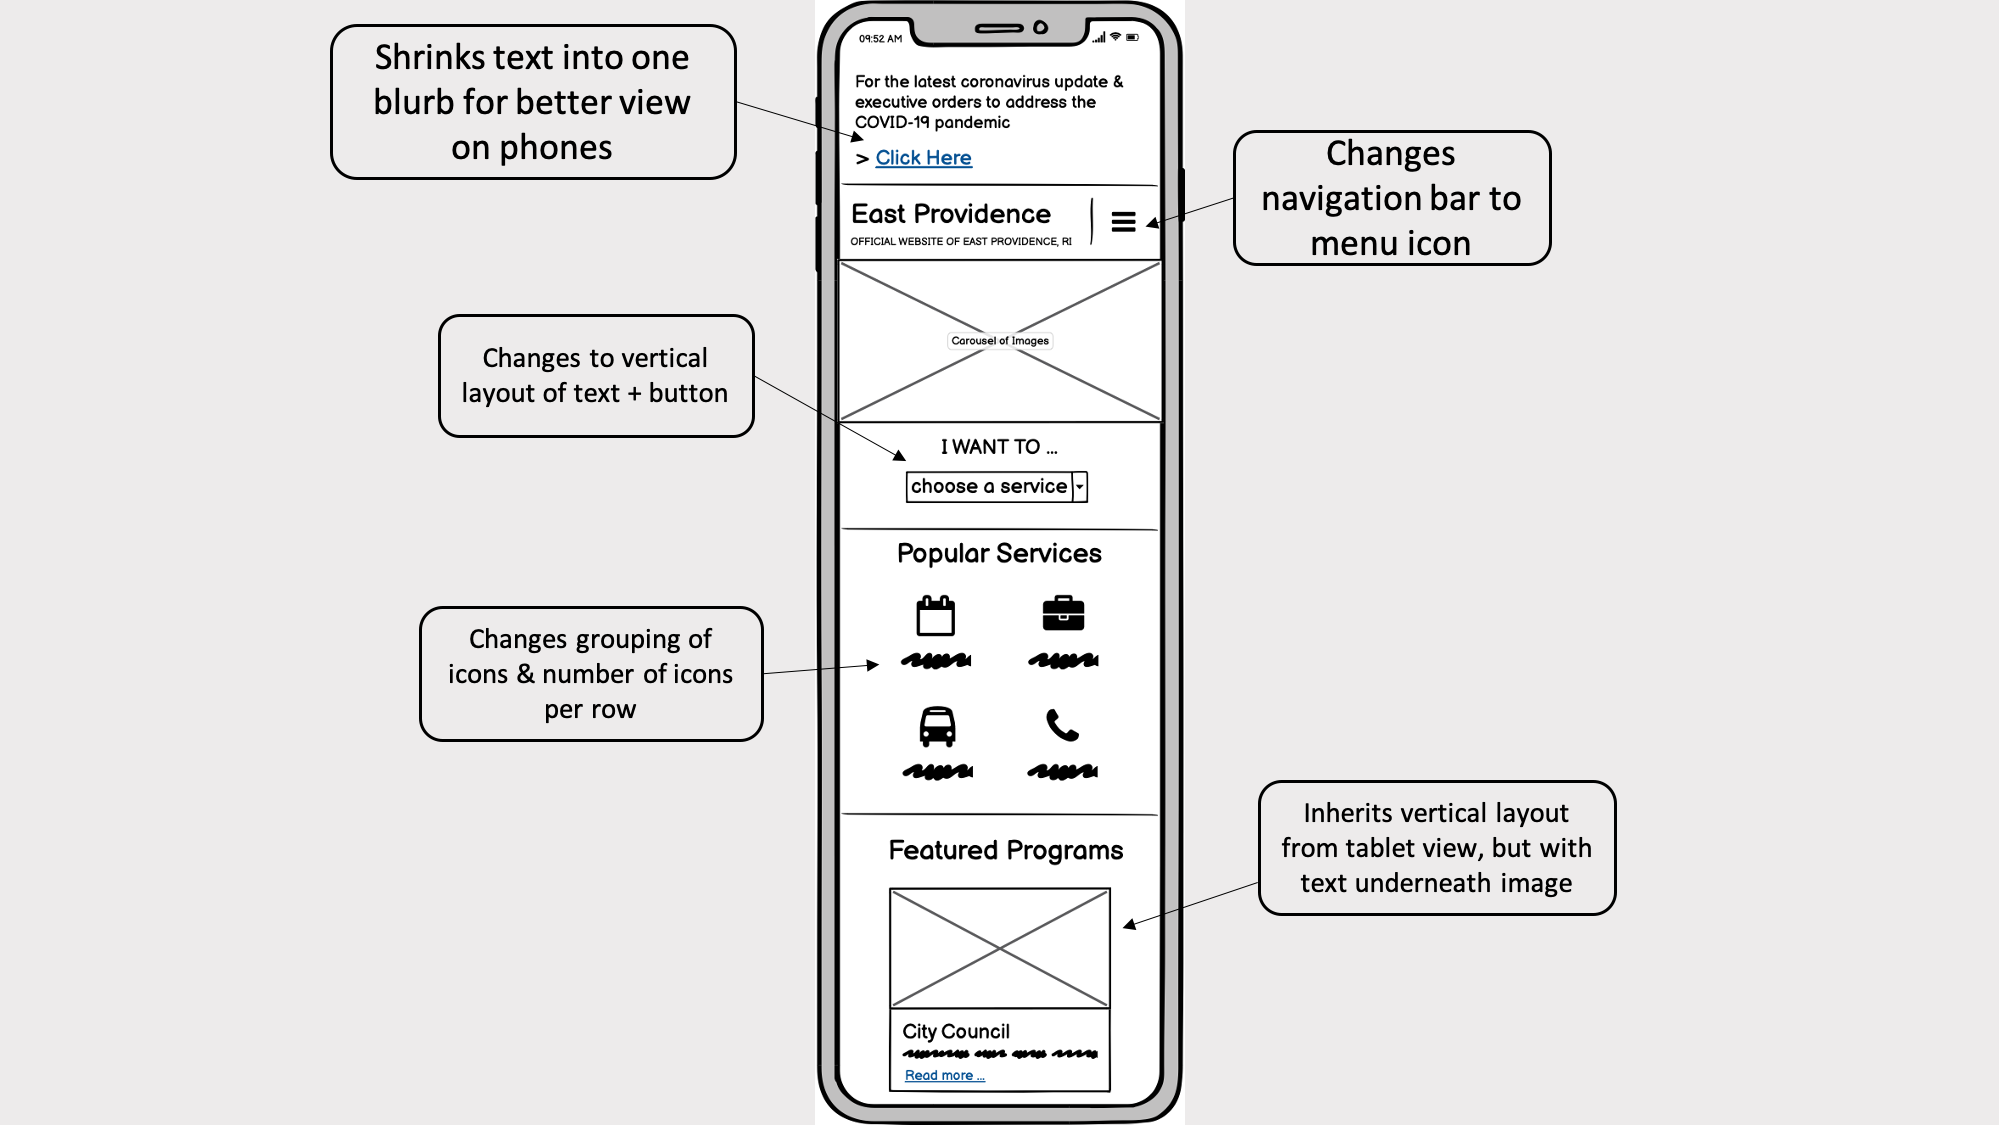 Shrinks text into one
blurb for better view
on phones
Changes
navigation bar to
menu icon
Changes to vertical
layout of text + button
Changes grouping of
icons & number of icons
per row
Inherits vertical layout
from tablet view, but with
text underneath image
09:52 AM
For the latest coronavirus update &
executive orders to address the
COVID-19 pandemic
> Click Here
East Providence
OFFICIAL WEBSITE OF EAST PROVIDENCE, RI
Carousel of Images
I WANT TO ...
choose a service
Popular Services
Featured Programs
City Council
Read more ...